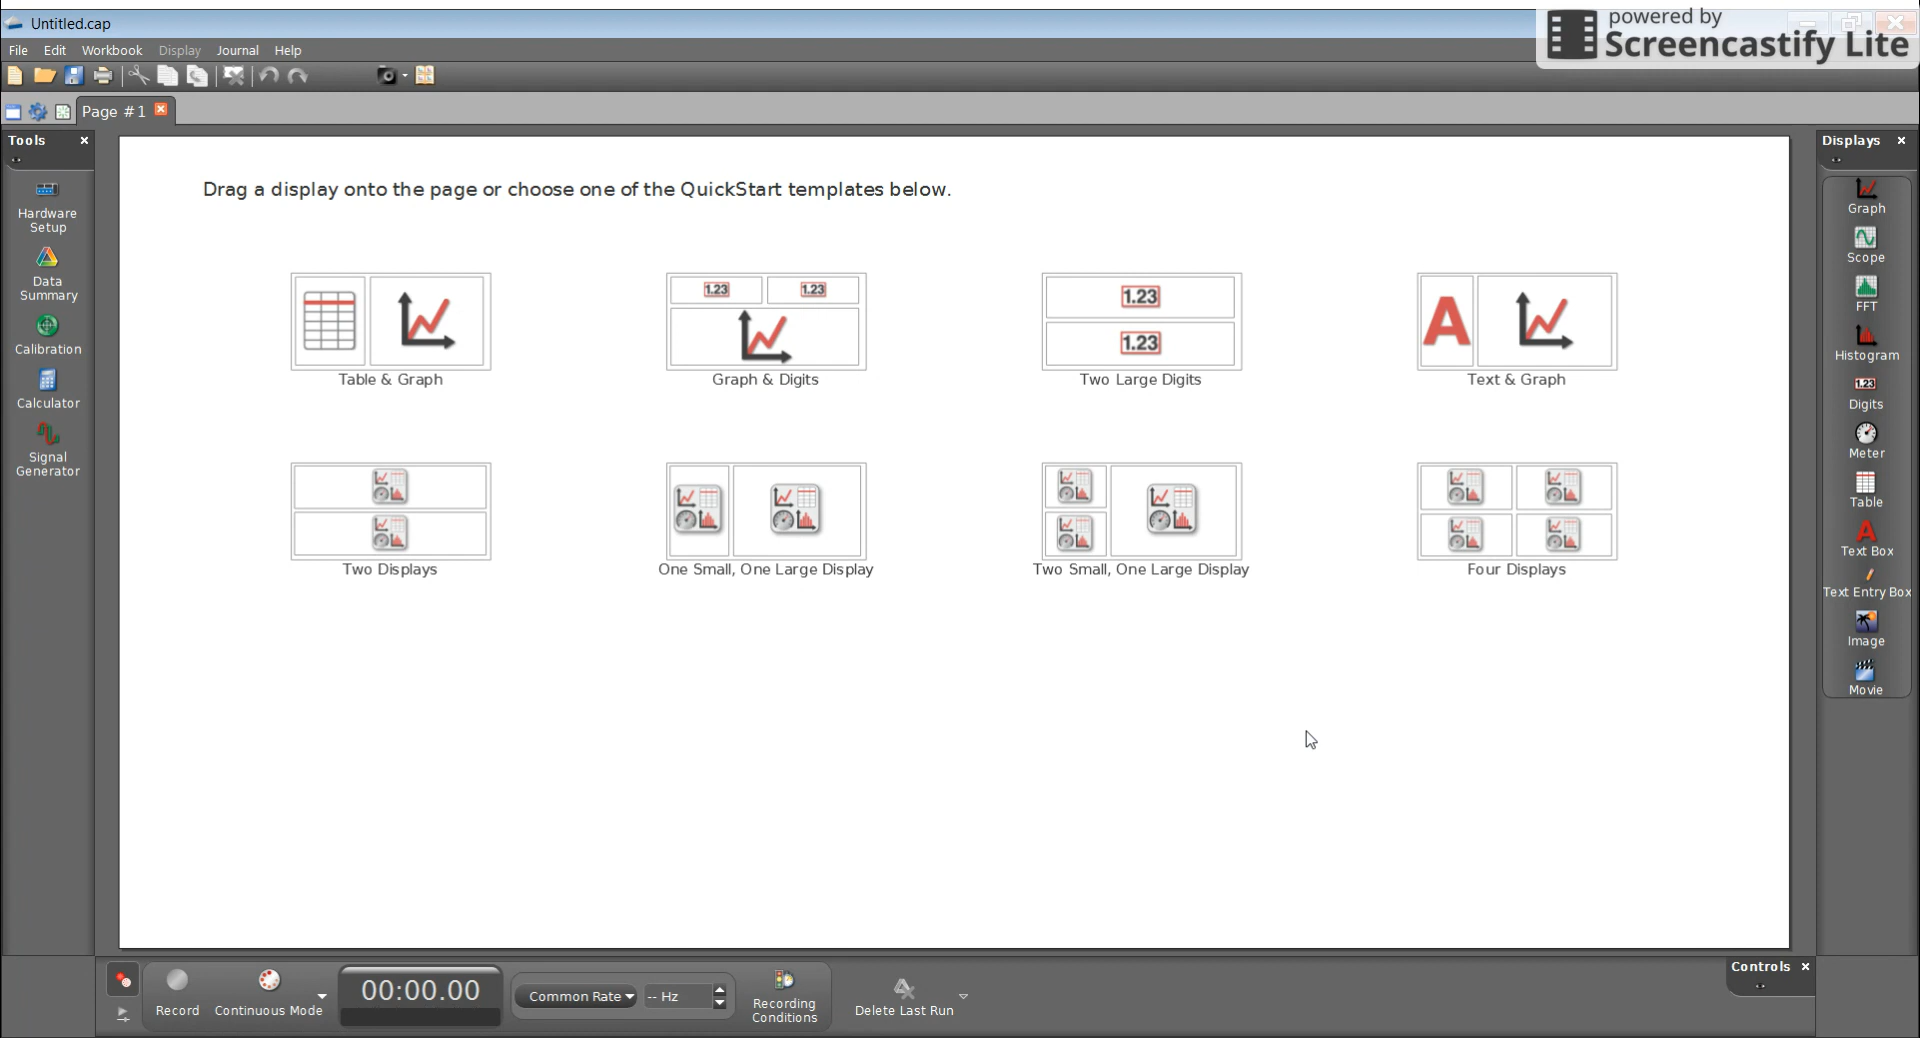 Untitled.cap
powered by
Screencastify Lite
File Edit Workbook Display Journal Help
Page #1
Tools
Displays
Drag a display onto the page or choose one of the QuickStart templates below.
Hardware
Setup
Data
Summary
Calibration
Calculator
Signal
Generator
1.23 1.23
1.23
1.23
A
Table & Graph
Graph & Digits
Two Large Digits
Text & Graph
Two Displays
One Small, One Large Display
Two Small, One Large Display
Four Displays
Graph
Scope
FFT
Histogram
1.23
Digits
Meter
Table
A
Text Box
Text Entry Box
Image
Movie
Record
Continuous Mode
00:00.00
Common Rate
-- Hz
Recording
Conditions
Delete Last Run
Controls